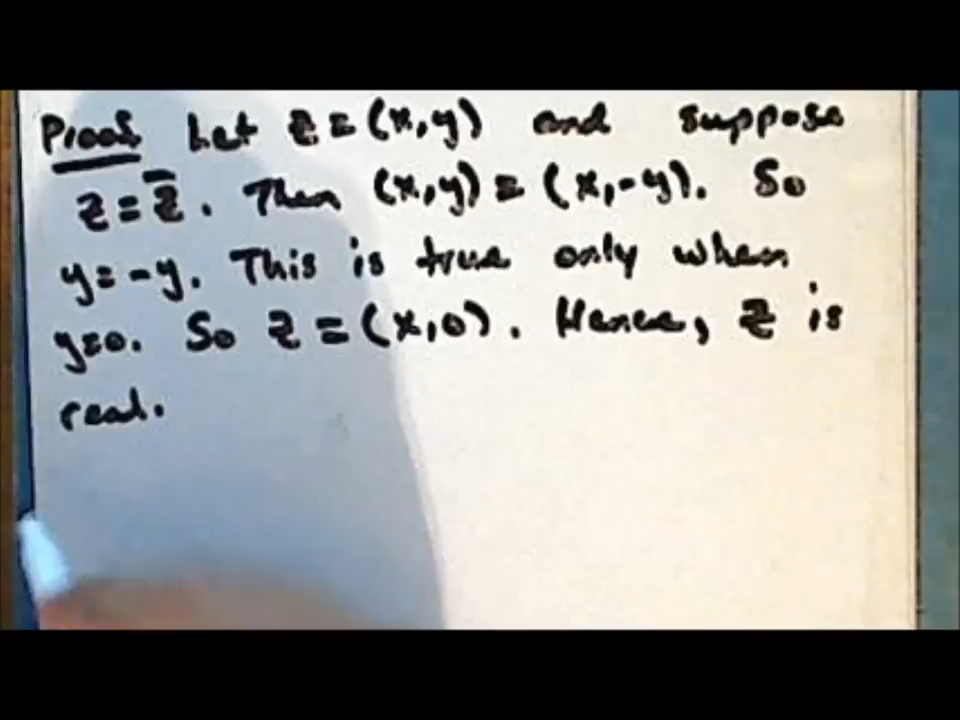 Proof Let z = (x,y) and suppose
z = z̄. Then (x,y) = (x,-y). So
y = -y. This is true only when
y=0. So z = (x,0). Hence, z is
real.